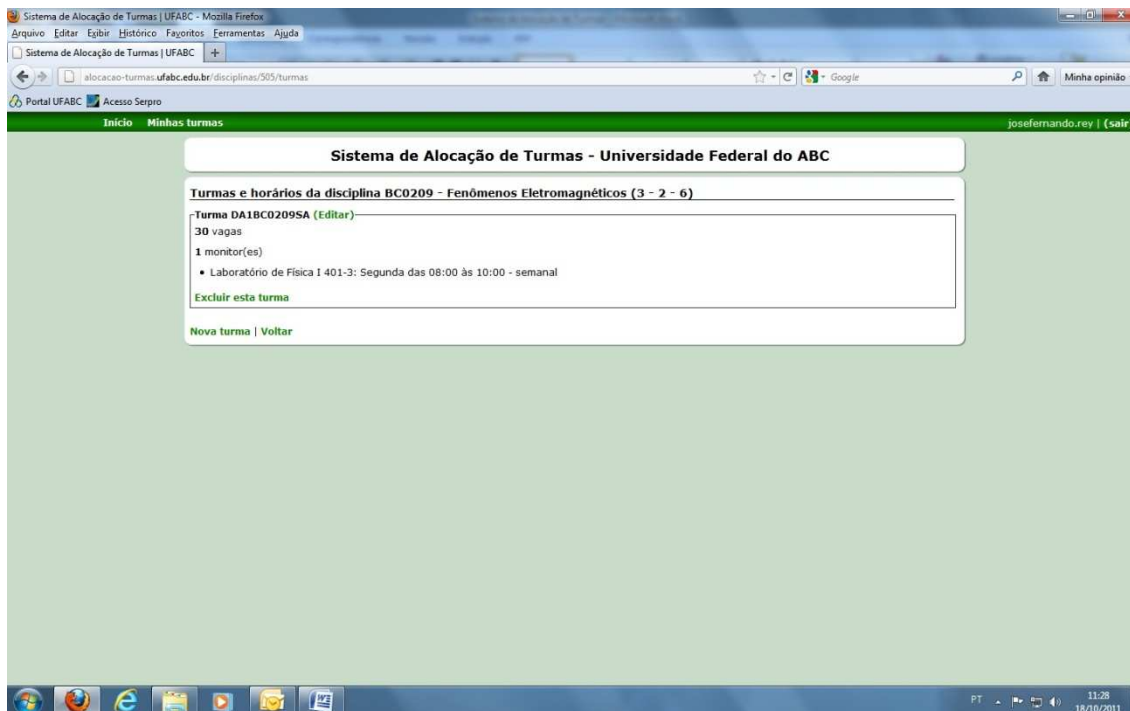 Sistema de Alocação de Turmas | UFABC - Mozilla Firefox
Arquivo Editar Exibir Histórico Favoritos Ferramentas Ajuda
Sistema de Alocação de Turmas | UFABC +
alocacao-turmas.ufabc.edu.br/disciplinas/505/turmas Google Minha opinião
Portal UFABC Acesso Serpro
Início Minhas turmas josefernando.rey | (sair
Sistema de Alocação de Turmas - Universidade Federal do ABC
Turmas e horários da disciplina BC0209 - Fenômenos Eletromagnéticos (3 - 2 - 6)
Turma DA1BC0209SA (Editar)
30 vagas
1 monitor(es)
• Laboratório de Física I 401-3: Segunda das 08:00 às 10:00 - semanal
Excluir esta turma
Nova turma | Voltar
PT 11:28
18/10/2011